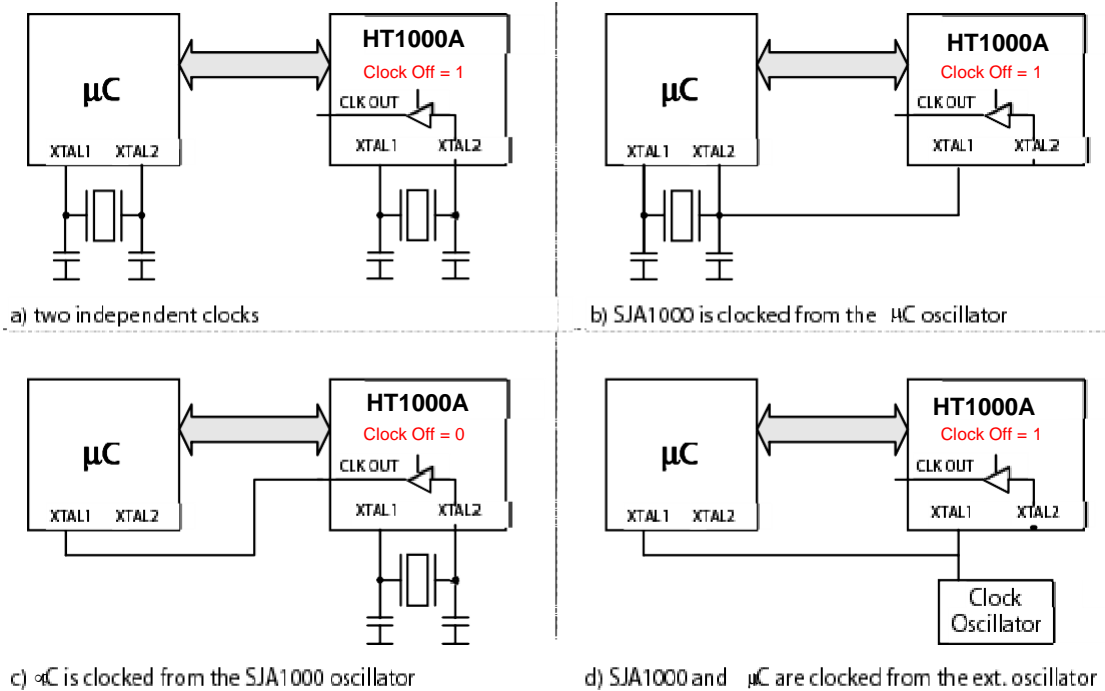 HT1000A
Clock Off = 1
μC
CLK OUT
XTAL1 XTAL2
XTAL1 XTAL2
a) two independent clocks
HT1000A
Clock Off = 1
μC
CLK OUT
XTAL1 XTAL2
XTAL1 XTAL2
b) SJA1000 is clocked from the μC oscillator
HT1000A
Clock Off = 0
μC
CLK OUT
XTAL1 XTAL2
XTAL1 XTAL2
c) μC is clocked from the SJA1000 oscillator
HT1000A
Clock Off = 1
μC
CLK OUT
XTAL1 XTAL2
XTAL1 XTAL2
Clock
Oscillator
d) SJA1000 and μC are clocked from the ext. oscillator